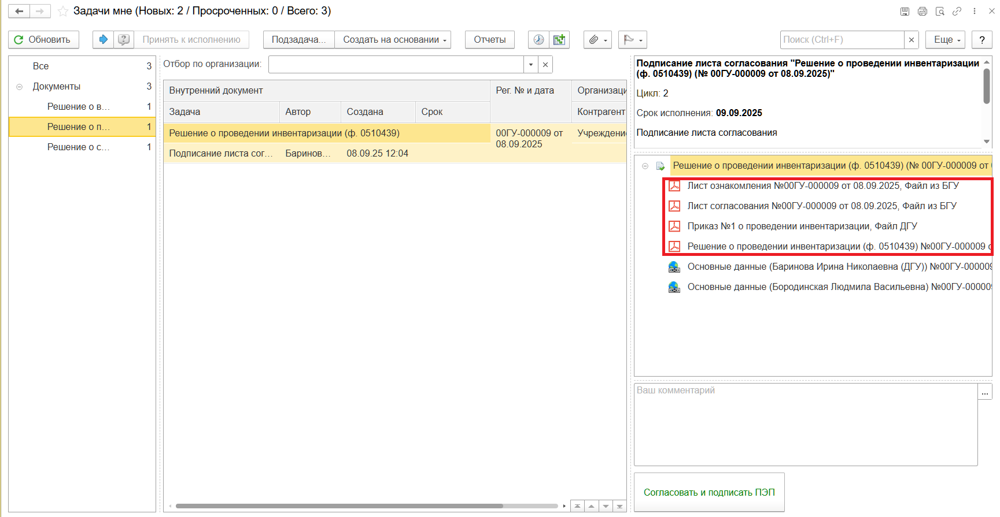 Задачи мне (Новых: 2 / Просроченных: 0 / Всего: 3)
Обновить
Принять к исполнению
Подзадача...
Создать на основании
Отчеты
Поиск (Ctrl+F)
×
Еще
?
Все 3
Документы 3
Решение о в... 1
Решение о п... 1
Решение о с... 1
Отбор по организации:
Внутренний документ
Рег. № и дата
Организаци
Задача
Автор
Создана
Срок
Контрагент
Решение о проведении инвентаризации (ф. 0510439)
00ГУ-000009 от
08.09.2025
Учреждени
Подписание листа сог...
Баринов...
08.09.25 12:04
Подписание листа согласования "Решение о проведении инвентаризации
(ф. 0510439) (№ 00ГУ-000009 от 08.09.2025)"
Цикл: 2
Срок исполнения: 09.09.2025
Подписание листа согласования
Решение о проведении инвентаризации (ф. 0510439) (№ 00ГУ-000009 от
Лист ознакомления №00ГУ-000009 от 08.09.2025, Файл из БГУ
Лист согласования №00ГУ-000009 от 08.09.2025, Файл из БГУ
Приказ №1 о проведении инвентаризации, Файл ДГУ
Решение о проведении инвентаризации (ф. 0510439) №00ГУ-000009 о
Основные данные (Баринова Ирина Николаевна (ДГУ)) №00ГУ-000009
Основные данные (Бородинская Людмила Васильевна) №00ГУ-000009
Ваш комментарий
...
Согласовать и подписать ПЭП